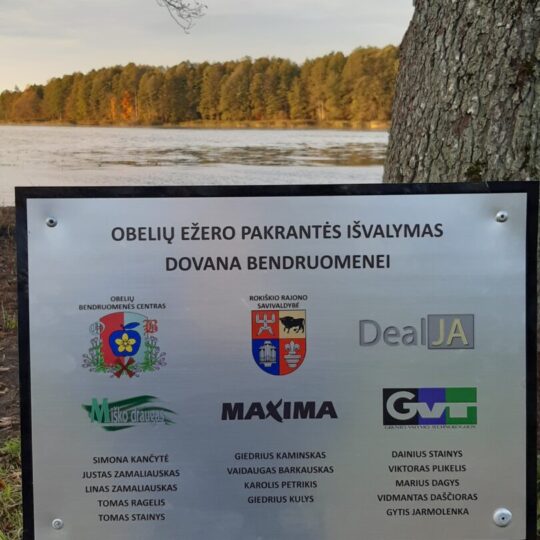 OBELIŲ EŽERO PAKRANTĖS IŠVALYMAS
DOVANA BENDRUOMENEI
OBELIŲ
BENDRUOMENĖS CENTRAS
ROKIŠKIO RAJONO
SAVIVALDYBĖ
DealJA
Miško draugas
MAXIMA
GVT
SIMONA KANČYTĖ
JUSTAS ZAMALIAUSKAS
LINAS ZAMALIAUSKAS
TOMAS RAGELIS
TOMAS STAINYS
GIEDRIUS KAMINSKAS
VAIDAUGAS BARKAUSKAS
KAROLIS PETRIKIS
GIEDRIUS KULYS
DAINIUS STAINYS
VIKTORAS PLIKELIS
MARIUS DAGYS
VIDMANTAS DAŠČIORAS
GYTIS JARMOLENKA